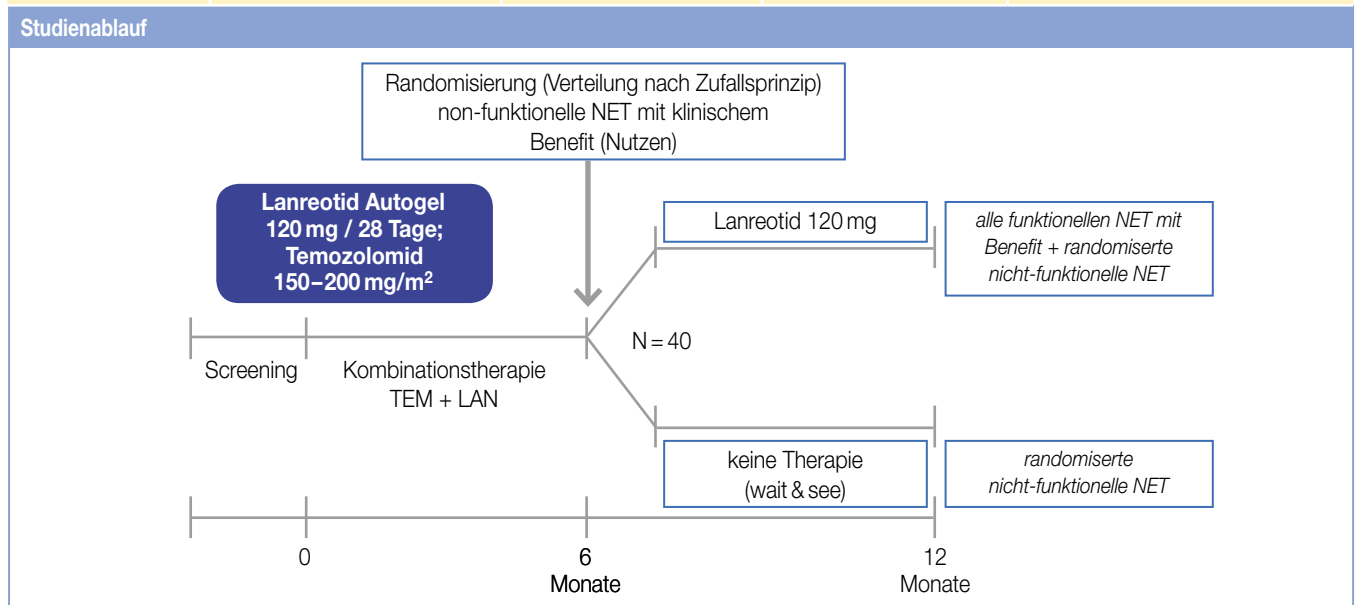 Studienablauf
Randomisierung (Verteilung nach Zufallsprinzip)
non-funktionelle NET mit klinischem
Benefit (Nutzen)
Lanreotid Autogel
120 mg / 28 Tage;
Temozolomid
150–200 mg/m²
Lanreotid 120 mg
alle funktionellen NET mit
Benefit + randomiserte
nicht-funktionelle NET
N = 40
Screening
Kombinationstherapie
TEM + LAN
keine Therapie
(wait & see)
randomiserte
nicht-funktionelle NET
0
6
Monate
12
Monate